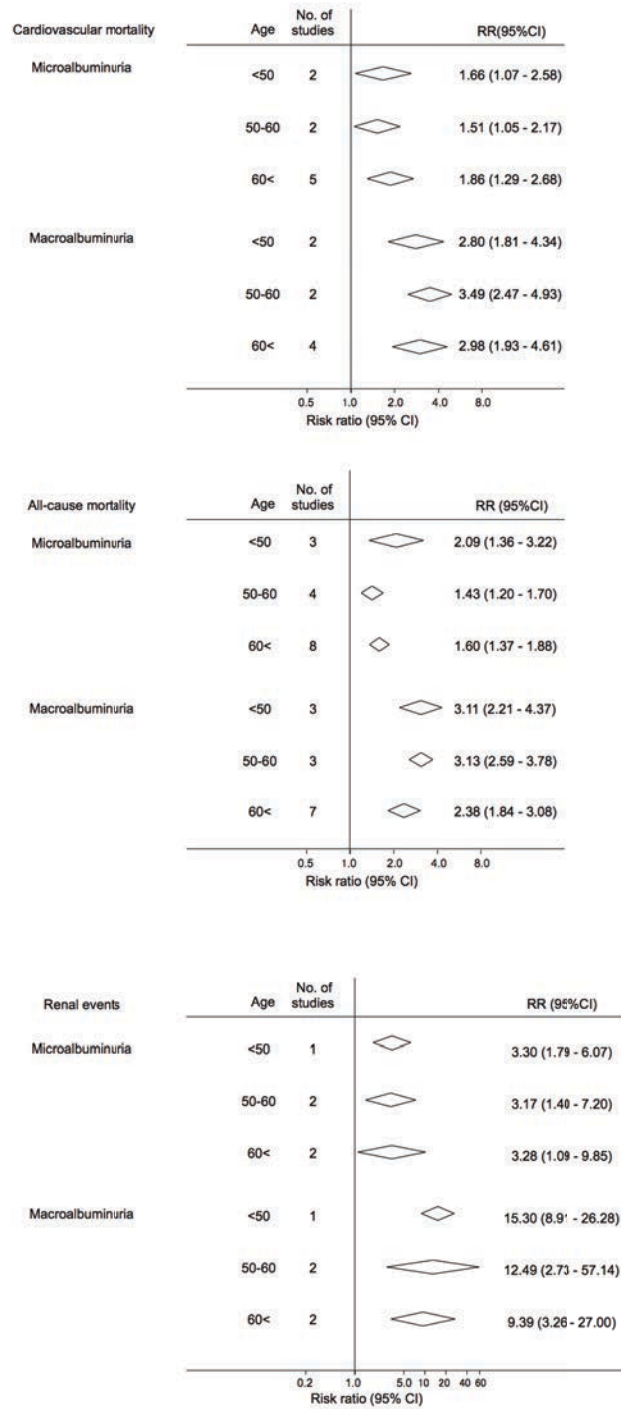 Cardiovascular mortality Age No. of studies RR(95%CI)
Microalbuminuria <50 2 1.66 (1.07 - 2.58)
50-60 2 1.51 (1.05 - 2.17)
60< 5 1.86 (1.29 - 2.68)
Macroalbuminuria <50 2 2.80 (1.81 - 4.34)
50-60 2 3.49 (2.47 - 4.93)
60< 4 2.98 (1.93 - 4.61)
0.5 1.0 2.0 4.0 8.0
Risk ratio (95% CI)
All-cause mortality Age No. of studies RR (95%CI)
Microalbuminuria <50 3 2.09 (1.36 - 3.22)
50-60 4 1.43 (1.20 - 1.70)
60< 8 1.60 (1.37 - 1.88)
Macroalbuminuria <50 3 3.11 (2.21 - 4.37)
50-60 3 3.13 (2.59 - 3.78)
60< 7 2.38 (1.84 - 3.08)
0.5 1.0 2.0 4.0 8.0
Risk ratio (95% CI)
Renal events Age No. of studies RR (95%CI)
Microalbuminuria <50 1 3.30 (1.79 - 6.07)
50-60 2 3.17 (1.40 - 7.20)
60< 2 3.28 (1.09 - 9.85)
Macroalbuminuria <50 1 15.30 (8.91 - 26.28)
50-60 2 12.49 (2.73 - 57.14)
60< 2 9.39 (3.26 - 27.00)
0.2 1.0 5.0 10 20 40 60
Risk ratio (95% CI)